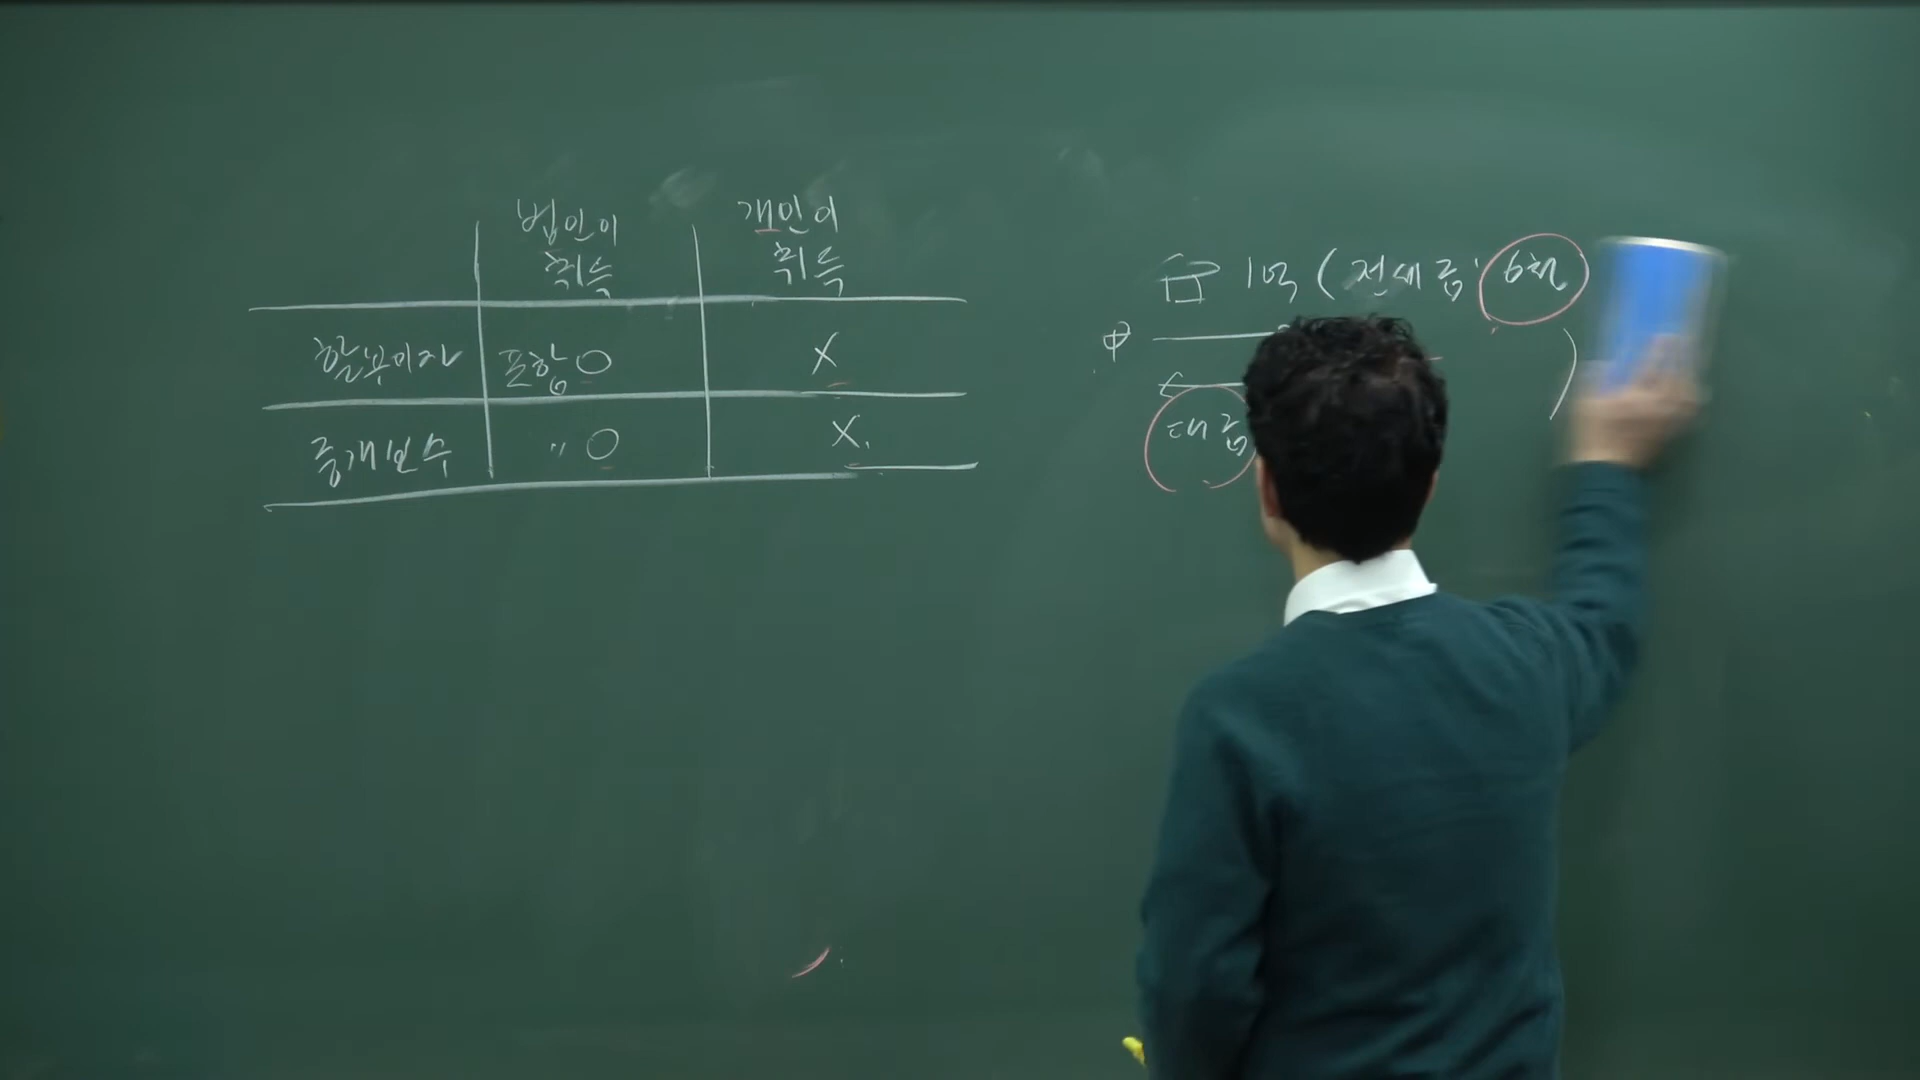 법인이 개인이
취득 취득
할부이자 포함 O X
중개보수 〃 O X.
1억 (전세금 6천
대금